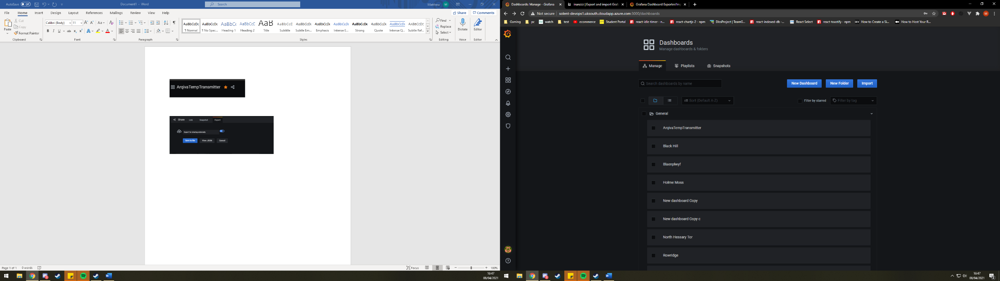 AutoSave Off
Document1 - Word
Search
Matthew M
File Home Insert Design Layout References Mailings Review View Help
Share Comments
Paste
Cut
Copy
Format Painter
Clipboard
Calibri (Body) 11
Font
Paragraph
AaBbCcDc AaBbCcDc AaBbCc AaBbCcD AaB AaBbCcD AaBbCcDc AaBbCcDc AaBbCcDc AaBbCcDc AaBbCcDc AaBbCcDc AaBbCcDc
¶ Normal ¶ No Spac... Heading 1 Heading 2 Title Subtitle Subtle Em... Emphasis Intense E... Strong Quote Intense Q... Subtle Ref...
Styles
Find
Replace
Select
Editing
Dictate
Voice
Editor
Editor
ArqivaTempTransmitter
Share Link Snapshot Export
Export for sharing externally
Save to file View JSON Cancel
Page 1 of 1 0 words
Focus
100%
16:47
08/04/2021
Dashboards: Manage - Grafana
inanzzz | Export and import Grafa
Grafana Dashboard Exporter/Imp
Not secure | solent-devops1.uksouth.cloudapp.azure.com:3000/dashboards
Gaming pc watch test ecommerce Student Portal react-idle-timer - n... react-chartjs-2 - npm DissProject | TeamG... react-indexed-db -... React Select react-toastify - npm How to Create a Si... How to Host Your R...
Dashboards
Manage dashboards & folders
Manage Playlists Snapshots
Search dashboards by name
New Dashboard New Folder Import
Sort (Default A-Z)
Filter by starred
Filter by tag
General
ArqivaTempTransmitter
Black Hill
Blaenplwyf
Holme Moss
New dashboard Copy
New dashboard Copy c
North Hessary Tor
Rowridge
16:47
08/04/2021